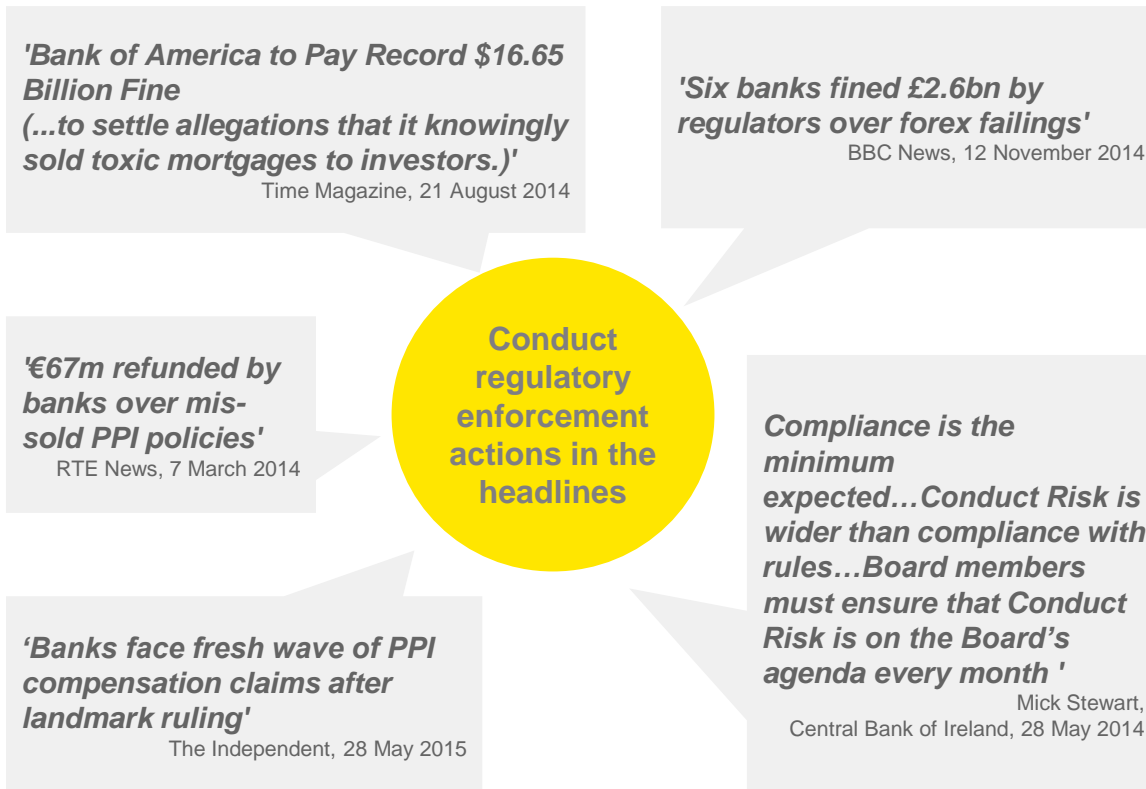 'Bank of America to Pay Record $16.65
Billion Fine
(...to settle allegations that it knowingly
sold toxic mortgages to investors.)'
Time Magazine, 21 August 2014
'Six banks fined £2.6bn by
regulators over forex failings'
BBC News, 12 November 2014
'€67m refunded by
banks over mis-
sold PPI policies'
RTE News, 7 March 2014
Conduct
regulatory
enforcement
actions in the
headlines
Compliance is the
minimum
expected…Conduct Risk is
wider than compliance with
rules…Board members
must ensure that Conduct
Risk is on the Board’s
agenda every month '
Mick Stewart,
Central Bank of Ireland, 28 May 2014
‘Banks face fresh wave of PPI
compensation claims after
landmark ruling'
The Independent, 28 May 2015